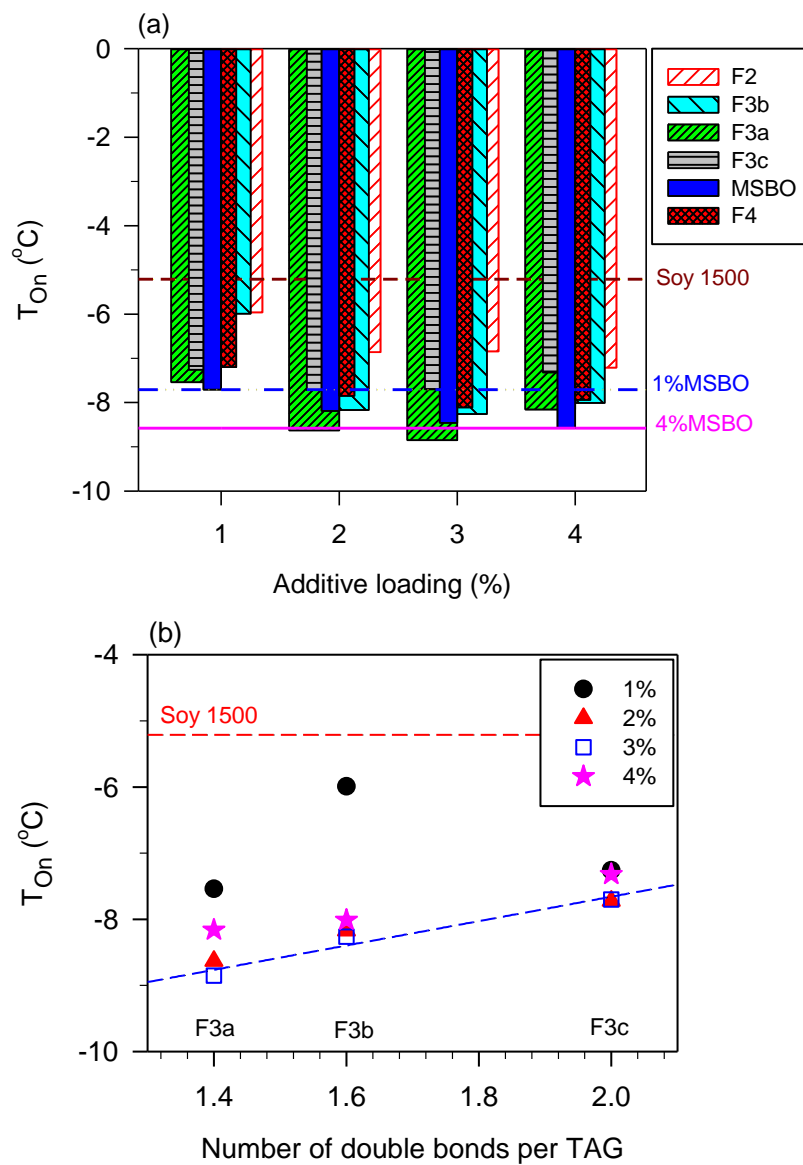 (a)
0
-2
-4
-6
-8
-10
T_On (°C)
1
2
3
4
Additive loading (%)
F2
F3b
F3a
F3c
MSBO
F4
Soy 1500
1%MSBO
4%MSBO
(b)
-4
-6
-8
-10
T_On (°C)
Soy 1500
1%
2%
3%
4%
F3a
F3b
F3c
1.4
1.6
1.8
2.0
Number of double bonds per TAG